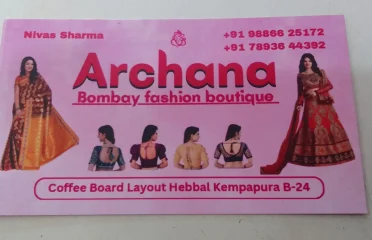 Nivas Sharma
+91 98866 25172
+91 78936 44392
Archana
Bombay fashion boutique
Coffee Board Layout Hebbal Kempapura B-24